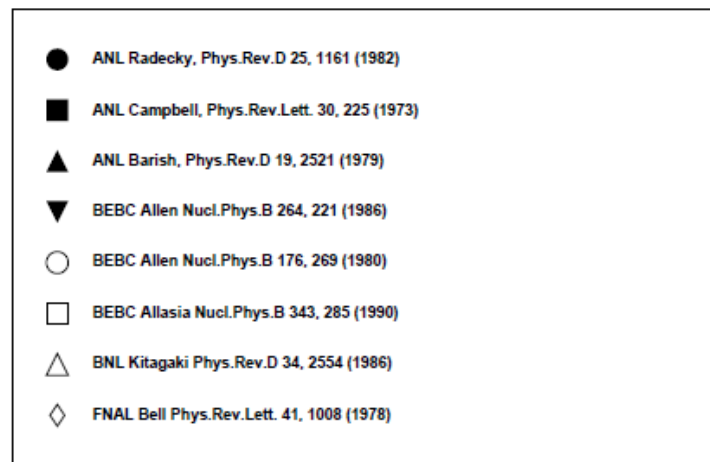 ANL Radecky, Phys.Rev.D 25, 1161 (1982)
ANL Campbell, Phys.Rev.Lett. 30, 225 (1973)
ANL Barish, Phys.Rev.D 19, 2521 (1979)
BEBC Allen Nucl.Phys.B 264, 221 (1986)
BEBC Allen Nucl.Phys.B 176, 269 (1980)
BEBC Allasia Nucl.Phys.B 343, 285 (1990)
BNL Kitagaki Phys.Rev.D 34, 2554 (1986)
FNAL Bell Phys.Rev.Lett. 41, 1008 (1978)